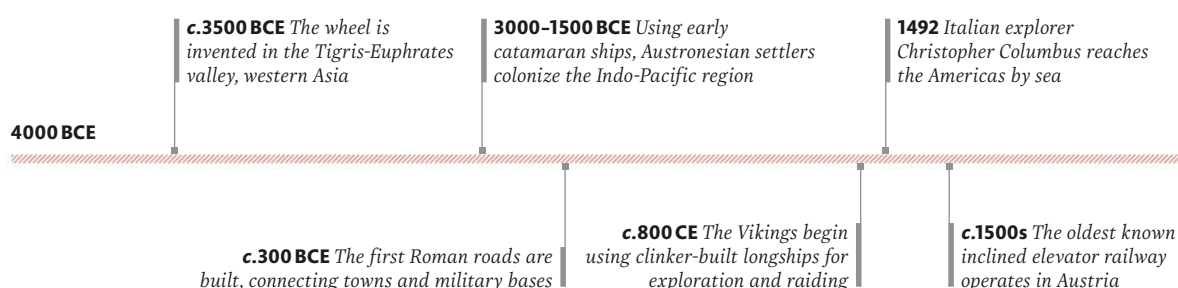 c.3500 BCE The wheel is
invented in the Tigris-Euphrates
valley, western Asia
3000–1500 BCE Using early
catamaran ships, Austronesian settlers
colonize the Indo-Pacific region
1492 Italian explorer
Christopher Columbus reaches
the Americas by sea
4000 BCE
c.300 BCE The first Roman roads are
built, connecting towns and military bases
c.800 CE The Vikings begin
using clinker-built longships for
exploration and raiding
c.1500s The oldest known
inclined elevator railway
operates in Austria